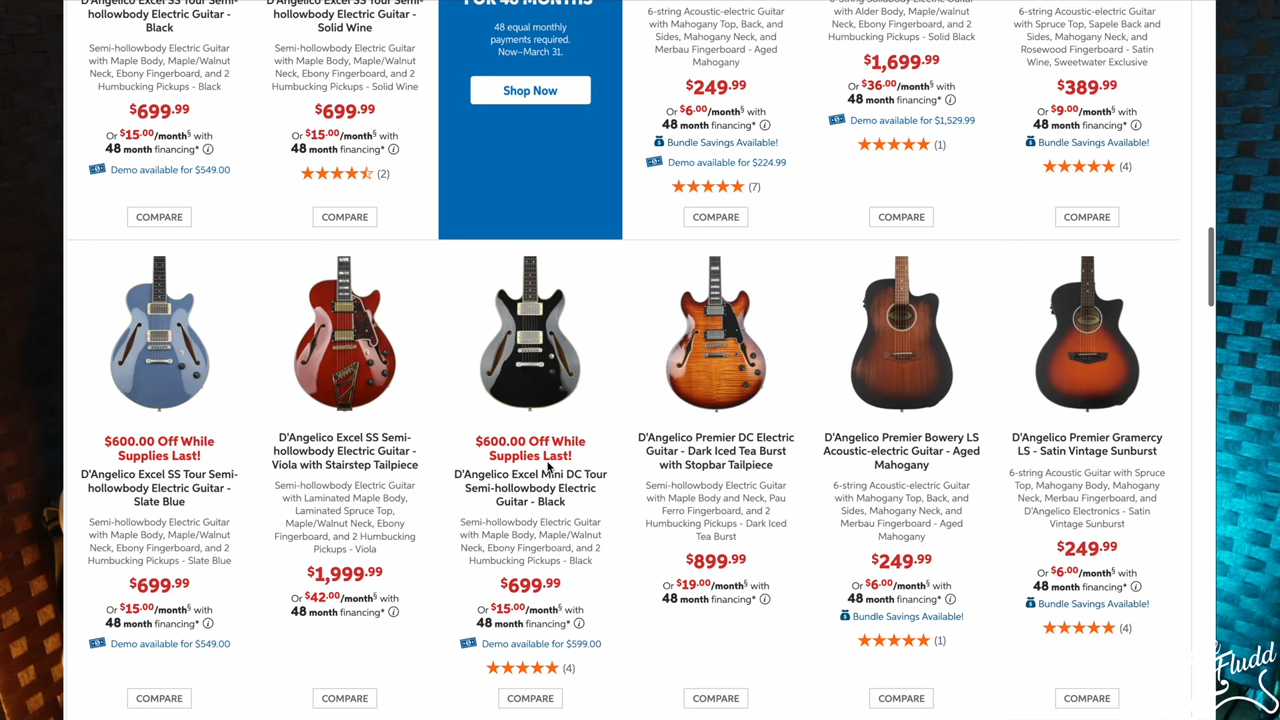 D'Angelico Excel SS Tour Semi-
hollowbody Electric Guitar -
Black
Semi-hollowbody Electric Guitar
with Maple Body, Maple/Walnut
Neck, Ebony Fingerboard, and 2
Humbucking Pickups - Black
$699.99
Or $15.00/month§ with
48 month financing*
Demo available for $549.00
COMPARE
D'Angelico Excel SS Tour Semi-
hollowbody Electric Guitar -
Solid Wine
Semi-hollowbody Electric Guitar
with Maple Body, Maple/Walnut
Neck, Ebony Fingerboard, and 2
Humbucking Pickups - Solid Wine
$699.99
Or $15.00/month§ with
48 month financing*
(2)
COMPARE
FOR 48 MONTHS
48 equal monthly
payments required.
Now–March 31.
Shop Now
6-string Acoustic-electric Guitar
with Mahogany Top, Back, and
Sides, Mahogany Neck, and
Merbau Fingerboard - Aged
Mahogany
$249.99
Or $6.00/month§ with
48 month financing*
Bundle Savings Available!
Demo available for $224.99
(7)
COMPARE
with Alder Body, Maple/walnut
Neck, Ebony Fingerboard, and 2
Humbucking Pickups - Solid Black
$1,699.99
Or $36.00/month§ with
48 month financing*
Demo available for $1,529.99
(1)
COMPARE
6-string Acoustic-electric Guitar
with Spruce Top, Sapele Back and
Sides, Mahogany Neck, and
Rosewood Fingerboard - Satin
Wine, Sweetwater Exclusive
$389.99
Or $9.00/month§ with
48 month financing*
Bundle Savings Available!
(4)
COMPARE
$600.00 Off While
Supplies Last!
D'Angelico Excel SS Tour Semi-
hollowbody Electric Guitar -
Slate Blue
Semi-hollowbody Electric Guitar
with Maple Body, Maple/Walnut
Neck, Ebony Fingerboard, and 2
Humbucking Pickups - Slate Blue
$699.99
Or $15.00/month§ with
48 month financing*
Demo available for $549.00
COMPARE
D'Angelico Excel SS Semi-
hollowbody Electric Guitar -
Viola with Stairstep Tailpiece
Semi-hollowbody Electric Guitar
with Laminated Maple Body,
Laminated Spruce Top,
Maple/Walnut Neck, Ebony
Fingerboard, and 2 Humbucking
Pickups - Viola
$1,999.99
Or $42.00/month§ with
48 month financing*
COMPARE
$600.00 Off While
Supplies Last!
D'Angelico Excel Mini DC Tour
Semi-hollowbody Electric
Guitar - Black
Semi-hollowbody Electric Guitar
with Maple Body, Maple/Walnut
Neck, Ebony Fingerboard, and 2
Humbucking Pickups - Black
$699.99
Or $15.00/month§ with
48 month financing*
Demo available for $599.00
(4)
COMPARE
D'Angelico Premier DC Electric
Guitar - Dark Iced Tea Burst
with Stopbar Tailpiece
Semi-hollowbody Electric Guitar
with Maple Body and Neck, Pau
Ferro Fingerboard, and 2
Humbucking Pickups - Dark Iced
Tea Burst
$899.99
Or $19.00/month§ with
48 month financing*
COMPARE
D'Angelico Premier Bowery LS
Acoustic-electric Guitar - Aged
Mahogany
6-string Acoustic-electric Guitar
with Mahogany Top, Back, and
Sides, Mahogany Neck, and
Merbau Fingerboard - Aged
Mahogany
$249.99
Or $6.00/month§ with
48 month financing*
Bundle Savings Available!
(1)
COMPARE
D'Angelico Premier Gramercy
LS - Satin Vintage Sunburst
6-string Acoustic Guitar with Spruce
Top, Mahogany Body, Mahogany
Neck, Merbau Fingerboard, and
D'Angelico Electronics - Satin
Vintage Sunburst
$249.99
Or $6.00/month§ with
48 month financing*
Bundle Savings Available!
(4)
COMPARE
Fludd